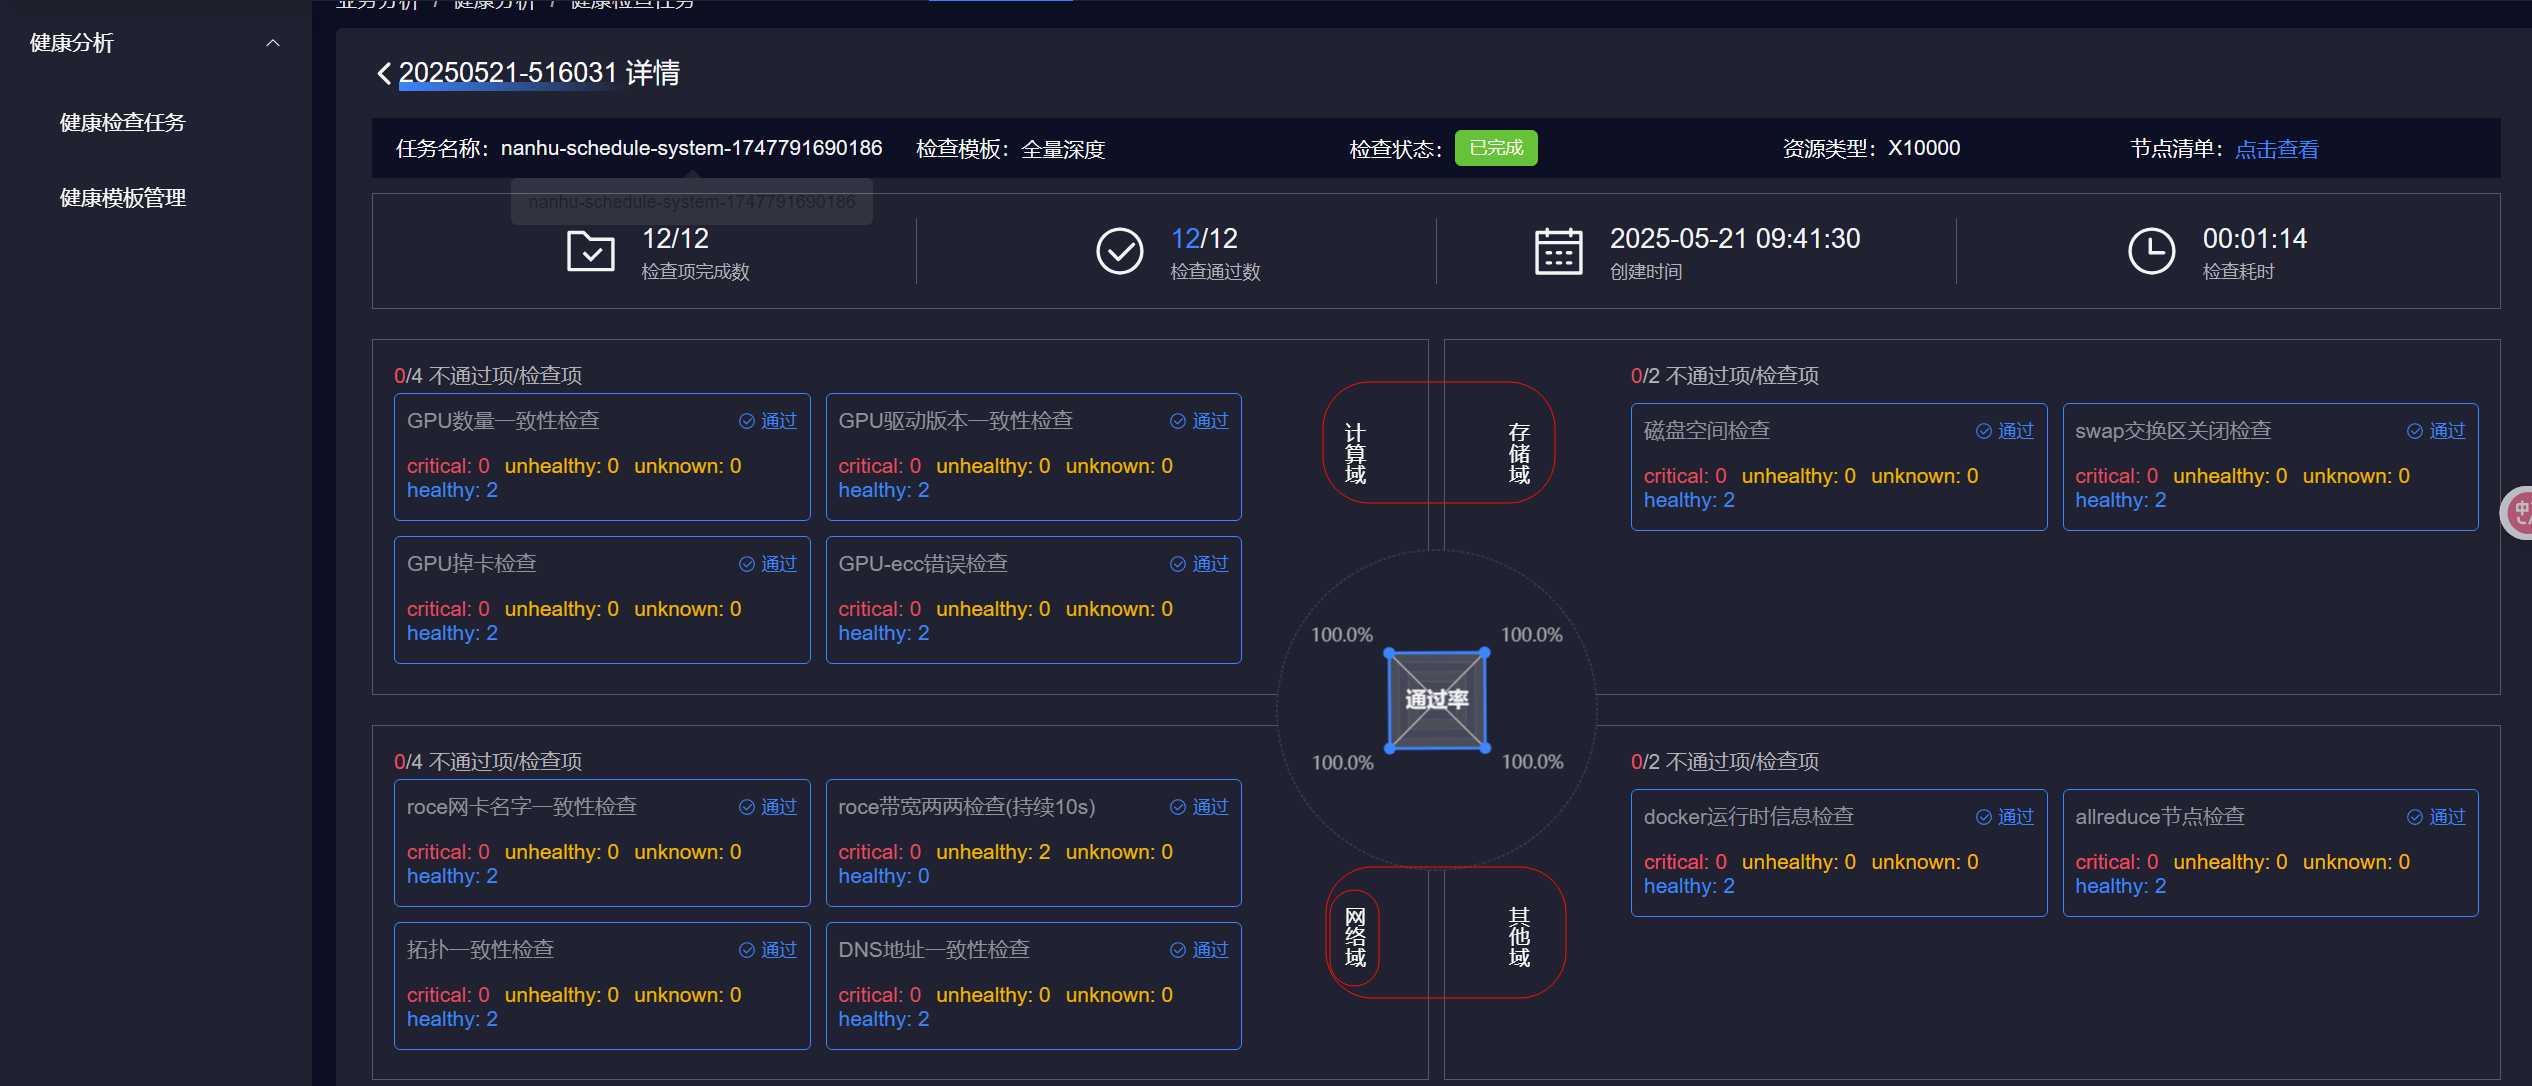 业务分析 / 健康分析 / 健康检查任务
健康分析
健康检查任务
健康模板管理
20250521-516031 详情
任务名称：nanhu-schedule-system-1747791690186 检查模板：全量深度 检查状态：已完成 资源类型：X10000 节点清单：点击查看
nanhu-schedule-system-1747791690186
12/12
检查项完成数
12/12
检查通过数
2025-05-21 09:41:30
创建时间
00:01:14
检查耗时
0/4 不通过项/检查项
GPU数量一致性检查 通过
critical: 0 unhealthy: 0 unknown: 0
healthy: 2
GPU驱动版本一致性检查 通过
critical: 0 unhealthy: 0 unknown: 0
healthy: 2
GPU掉卡检查 通过
critical: 0 unhealthy: 0 unknown: 0
healthy: 2
GPU-ecc错误检查 通过
critical: 0 unhealthy: 0 unknown: 0
healthy: 2
计算域
存储域
0/2 不通过项/检查项
磁盘空间检查 通过
critical: 0 unhealthy: 0 unknown: 0
healthy: 2
swap交换区关闭检查 通过
critical: 0 unhealthy: 0 unknown: 0
healthy: 2
100.0% 100.0%
通过率
100.0% 100.0%
0/4 不通过项/检查项
roce网卡名字一致性检查 通过
critical: 0 unhealthy: 0 unknown: 0
healthy: 2
roce带宽两两检查(持续10s) 通过
critical: 0 unhealthy: 2 unknown: 0
healthy: 0
拓扑一致性检查 通过
critical: 0 unhealthy: 0 unknown: 0
healthy: 2
DNS地址一致性检查 通过
critical: 0 unhealthy: 0 unknown: 0
healthy: 2
网络域
其他域
0/2 不通过项/检查项
docker运行时信息检查 通过
critical: 0 unhealthy: 0 unknown: 0
healthy: 2
allreduce节点检查 通过
critical: 0 unhealthy: 0 unknown: 0
healthy: 2